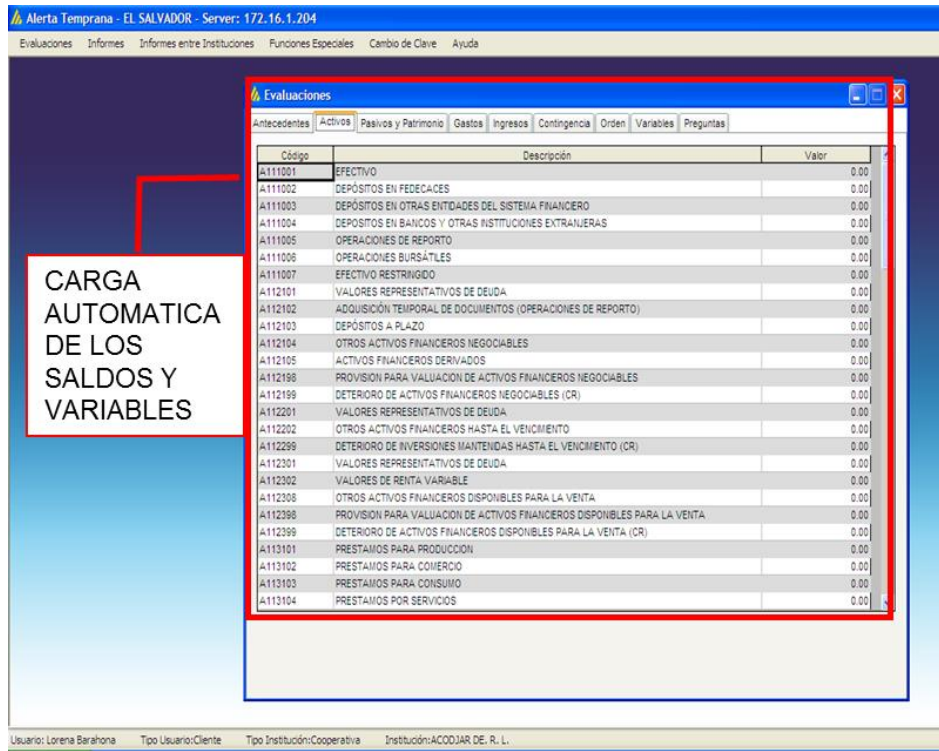 Alerta Temprana - EL SALVADOR - Server: 172.16.1.204
Evaluaciones Informes Informes entre Instituciones Funciones Especiales Cambio de Clave Ayuda
Evaluaciones
Antecedentes Activos Pasivos y Patrimonio Gastos Ingresos Contingencia Orden Variables Preguntas
Código Descripción Valor
A111001 EFECTIVO 0.00
A111002 DEPÓSITOS EN FEDECACES 0.00
A111003 DEPÓSITOS EN OTRAS ENTIDADES DEL SISTEMA FINANCIERO 0.00
A111004 DEPOSITOS EN BANCOS Y OTRAS INSTITUCIONES EXTRANJERAS 0.00
A111005 OPERACIONES DE REPORTO 0.00
A111006 OPERACIONES BURSÁTILES 0.00
A111007 EFECTIVO RESTRINGIDO 0.00
A112101 VALORES REPRESENTATIVOS DE DEUDA 0.00
A112102 ADQUISICIÓN TEMPORAL DE DOCUMENTOS (OPERACIONES DE REPORTO) 0.00
A112103 DEPÓSITOS A PLAZO 0.00
A112104 OTROS ACTIVOS FINANCIEROS NEGOCIABLES 0.00
A112105 ACTIVOS FINANCIEROS DERIVADOS 0.00
A112198 PROVISION PARA VALUACION DE ACTIVOS FINANCIEROS NEGOCIABLES 0.00
A112199 DETERIORO DE ACTIVOS FINANCIEROS NEGOCIABLES (CR) 0.00
A112201 VALORES REPRESENTATIVOS DE DEUDA 0.00
A112202 OTROS ACTIVOS FINANCIEROS HASTA EL VENCIMIENTO 0.00
A112299 DETERIORO DE INVERSIONES MANTENIDAS HASTA EL VENCIMIENTO (CR) 0.00
A112301 VALORES REPRESENTATIVOS DE DEUDA 0.00
A112302 VALORES DE RENTA VARIABLE 0.00
A112308 OTROS ACTIVOS FINANCIEROS DISPONIBLES PARA LA VENTA 0.00
A112398 PROVISION PARA VALUACION DE ACTIVOS FINANCIEROS DISPONIBLES PARA LA VENTA 0.00
A112399 DETERIORO DE ACTIVOS FINANCIEROS DISPONIBLES PARA LA VENTA (CR) 0.00
A113101 PRESTAMOS PARA PRODUCCION 0.00
A113102 PRESTAMOS PARA COMERCIO 0.00
A113103 PRESTAMOS PARA CONSUMO 0.00
A113104 PRESTAMOS POR SERVICIOS 0.00
CARGA
AUTOMATICA
DE LOS
SALDOS Y
VARIABLES
Usuario: Lorena Barahona Tipo Usuario:Cliente Tipo Institución:Cooperativa Institución:ACODJAR DE. R. L.